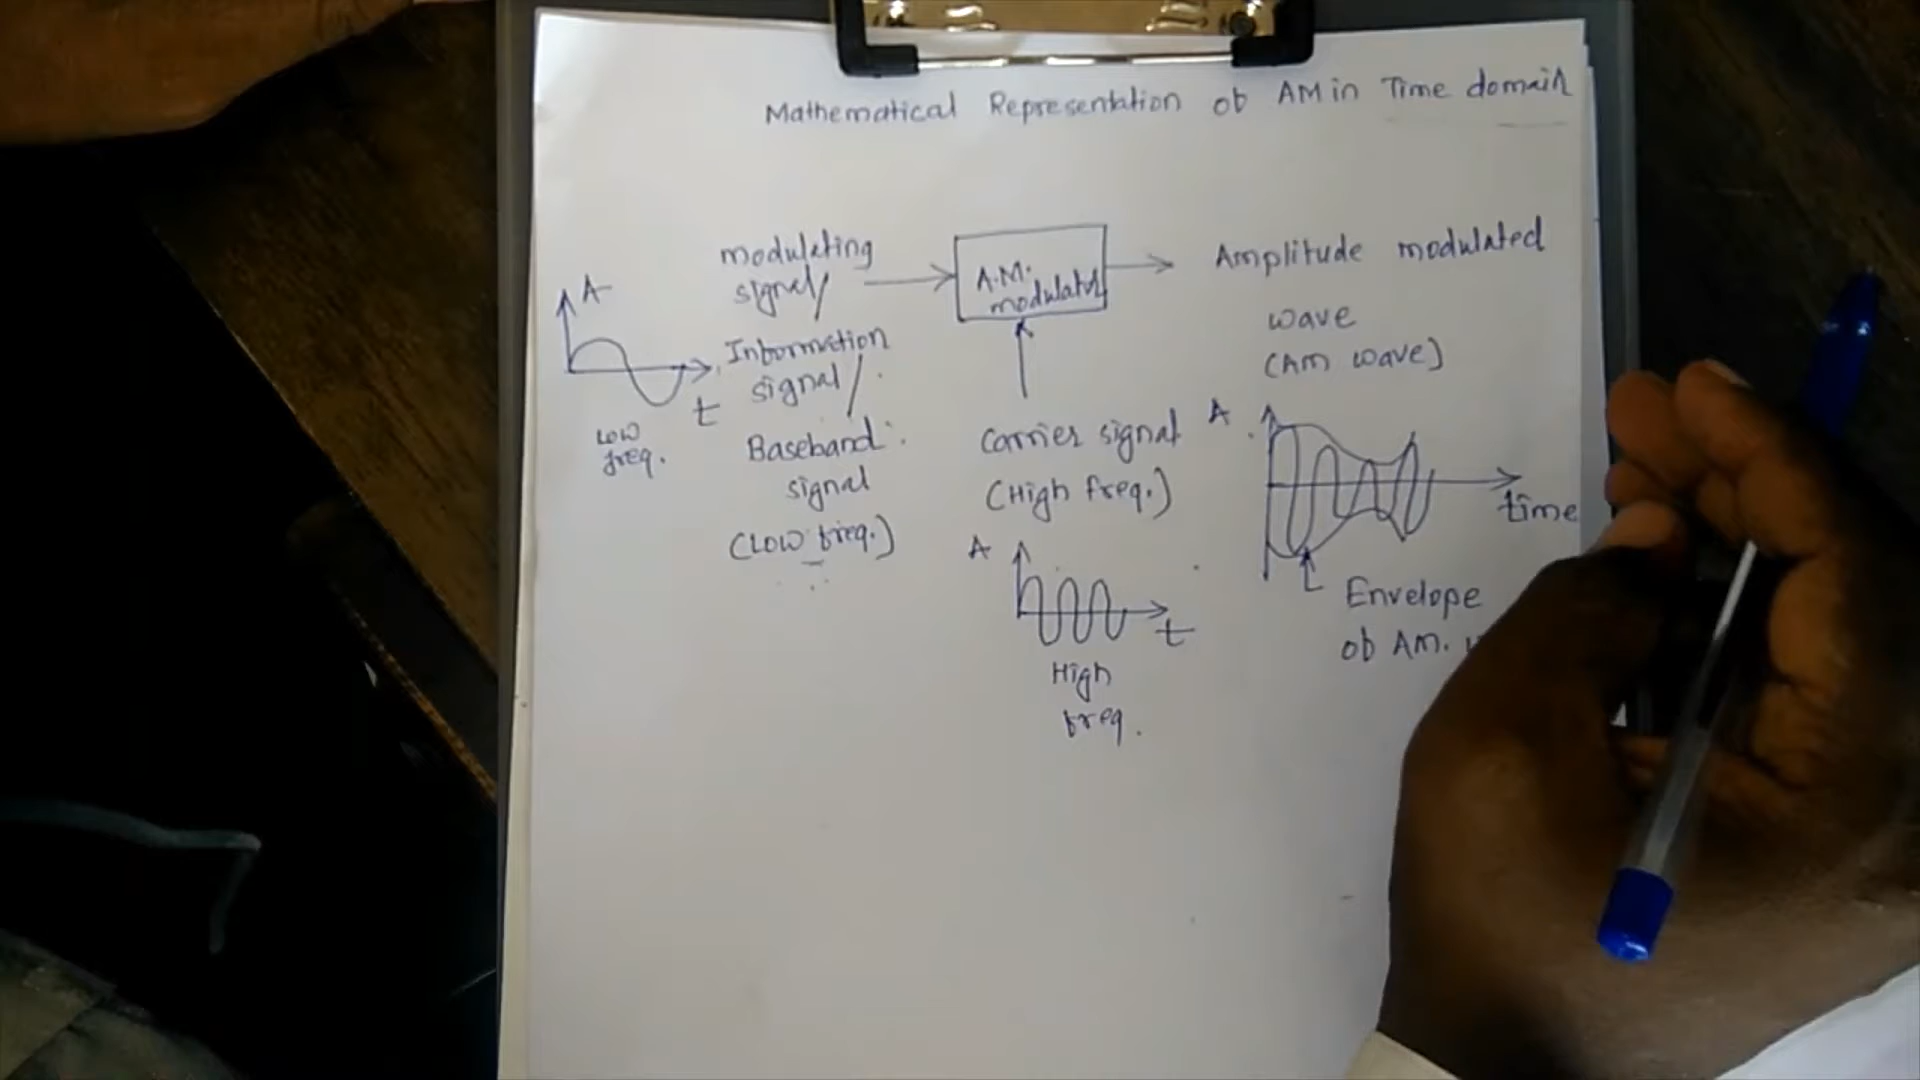 Mathematical Representation of AM in Time domain
A
t
Low
freq.
modulating
signal/
Information
signal/
Baseband
signal
(Low freq.)
A.M.
modulator
Carrier signal
(High freq.)
A
t
High
freq.
Amplitude modulated
wave
(AM wave)
A
time
Envelope
of AM.